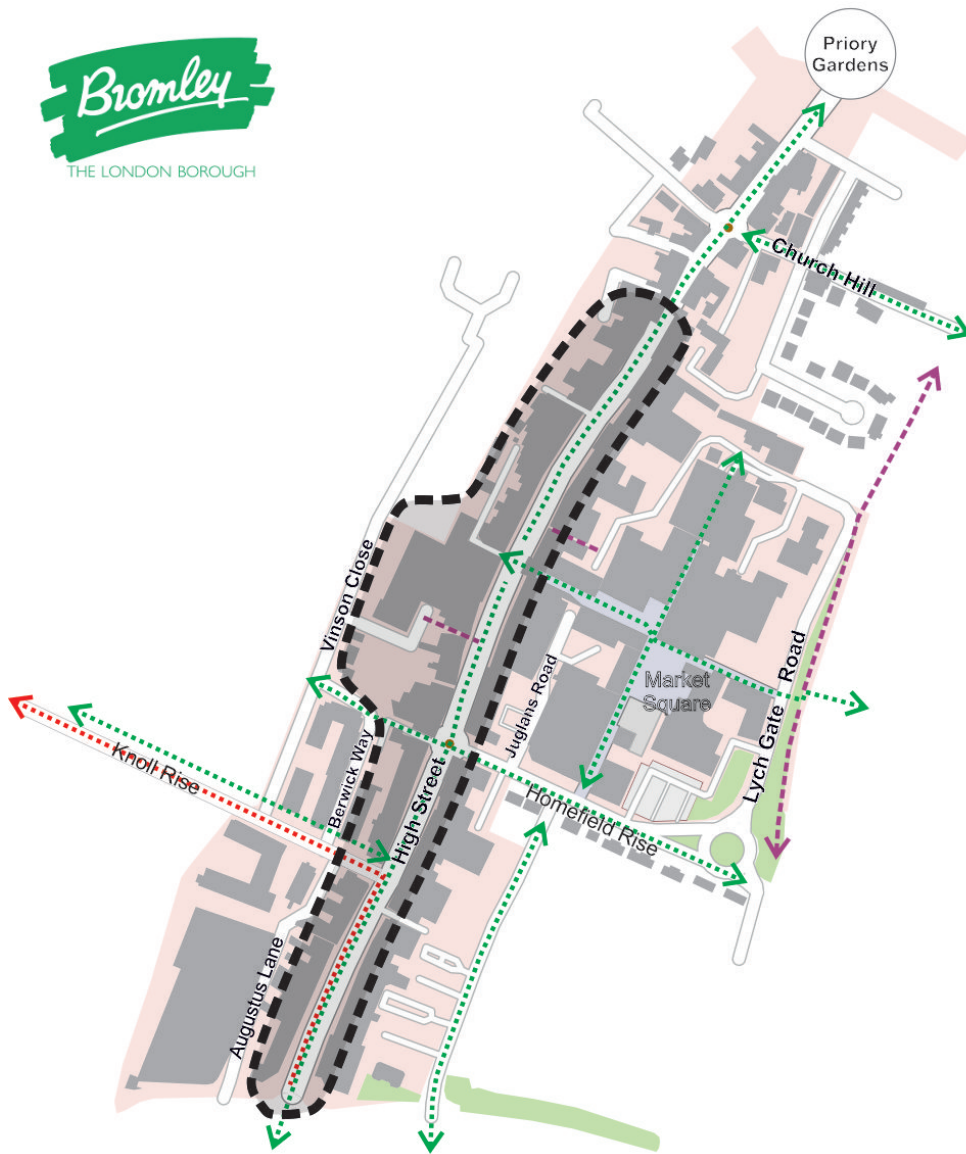 Bromley
THE LONDON BOROUGH
Priory
Gardens
Church Hill
Vinson Close
Market
Square
Lych Gate Road
Juglans Road
Knoll Rise
Berwick Way
High Street
Homefield Rise
Augustus Lane